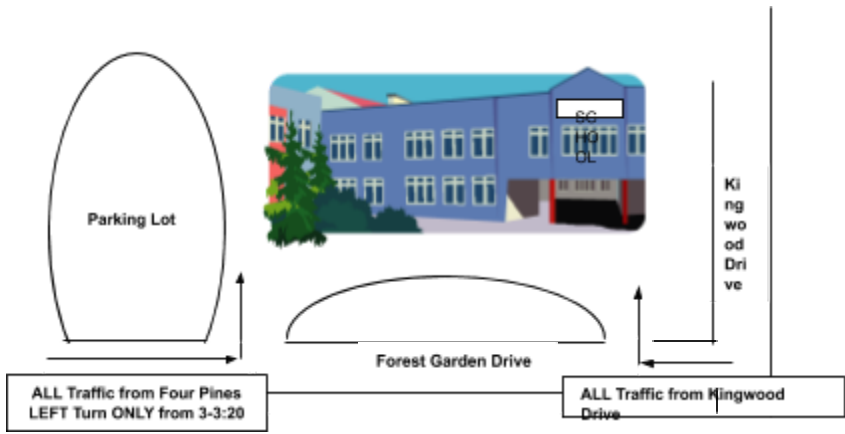 SC
HO
OL
Parking Lot
Ki
ng
wo
od
Dri
ve
Forest Garden Drive
ALL Traffic from Four Pines
LEFT Turn ONLY from 3-3:20
ALL Traffic from Kingwood
Drive